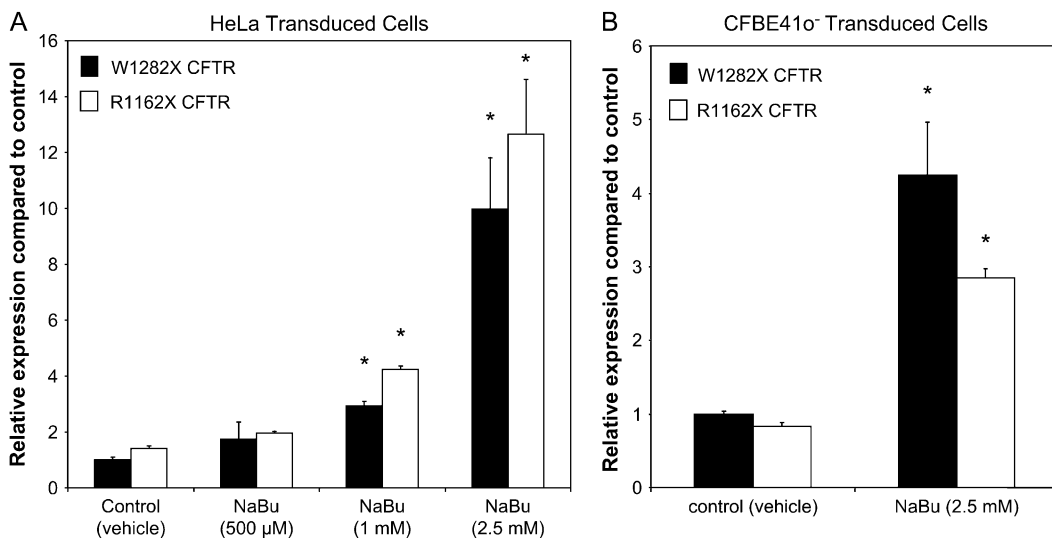 A
HeLa Transduced Cells
Relative expression compared to control
16
14
12
10
8
6
4
2
0
W1282X CFTR
R1162X CFTR
*
*
*
*
Control
(vehicle)
NaBu
(500 µM)
NaBu
(1 mM)
NaBu
(2.5 mM)
B
CFBE41o- Transduced Cells
Relative expression compared to control
6
5
4
3
2
1
0
W1282X CFTR
R1162X CFTR
*
*
control (vehicle)
NaBu (2.5 mM)